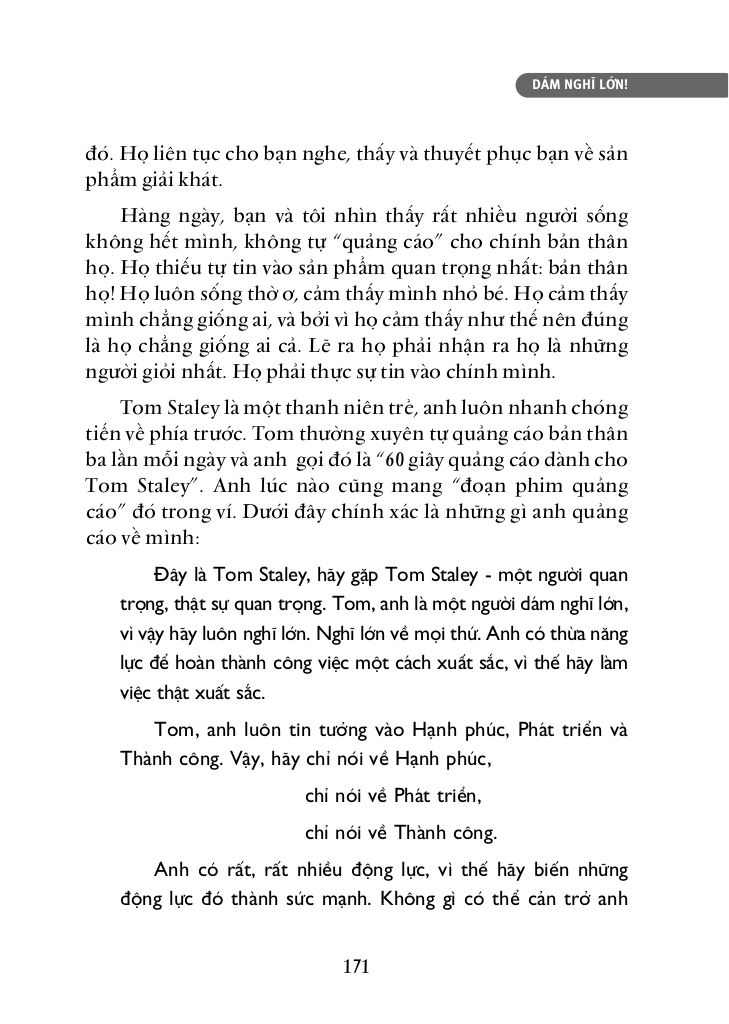 DÁM NGHĨ LỚN!
đó. Họ liên tục cho bạn nghe, thấy và thuyết phục bạn về sản
phẩm giải khát.
Hàng ngày, bạn và tôi nhìn thấy rất nhiều người sống
không hết mình, không tự “quảng cáo” cho chính bản thân
họ. Họ thiếu tự tin vào sản phẩm quan trọng nhất: bản thân
họ! Họ luôn sống thờ ơ, cảm thấy mình nhỏ bé. Họ cảm thấy
mình chẳng giống ai, và bởi vì họ cảm thấy như thế nên đúng
là họ chẳng giống ai cả. Lẽ ra họ phải nhận ra họ là những
người giỏi nhất. Họ phải thực sự tin vào chính mình.
Tom Staley là một thanh niên trẻ, anh luôn nhanh chóng
tiến về phía trước. Tom thường xuyên tự quảng cáo bản thân
ba lần mỗi ngày và anh gọi đó là “60 giây quảng cáo dành cho
Tom Staley”. Anh lúc nào cũng mang “đoạn phim quảng
cáo” đó trong ví. Dưới đây chính xác là những gì anh quảng
cáo về mình:
Đây là Tom Staley, hãy gặp Tom Staley - một người quan
trọng, thật sự quan trọng. Tom, anh là một người dám nghĩ lớn,
vì vậy hãy luôn nghĩ lớn. Nghĩ lớn về mọi thứ. Anh có thừa năng
lực để hoàn thành công việc một cách xuất sắc, vì thế hãy làm
việc thật xuất sắc.
Tom, anh luôn tin tưởng vào Hạnh phúc, Phát triển và
Thành công. Vậy, hãy chỉ nói về Hạnh phúc,
chỉ nói về Phát triển,
chỉ nói về Thành công.
Anh có rất, rất nhiều động lực, vì thế hãy biến những
động lực đó thành sức mạnh. Không gì có thể cản trở anh
171